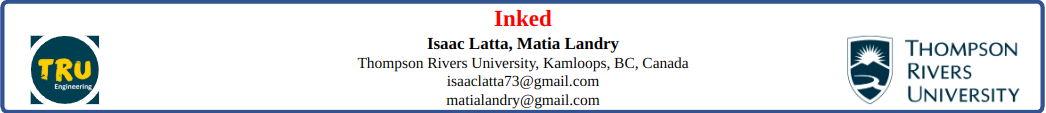 Inked
Isaac Latta, Matia Landry
Thompson Rivers University, Kamloops, BC, Canada
isaaclatta73@gmail.com
matialandry@gmail.com
TRU
Engineering
THOMPSON
RIVERS
UNIVERSITY